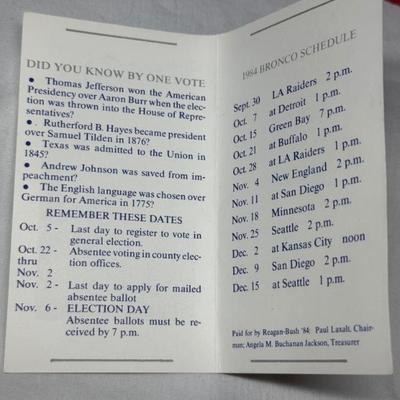 DID YOU KNOW BY ONE VOTE
• Thomas Jefferson won the American
Presidency over Aaron Burr when the elec-
tion was thrown into the House of Repre-
sentatives?
• . Rutherford B. Hayes became president
over Samuel Tilden in 1876?
• Texas was admitted to the Union in
1845?
• Andrew Johnson was saved from im-
peachment?
• The English language was chosen over
German for America in 1775?
REMEMBER THESE DATES
Oct. 5 - Last day to register to vote in
general election.
Oct. 22 - Absentee voting in county elec-
thru tion offices.
Nov. 2
Nov. 2 - Last day to apply for mailed
absentee ballot
Nov. 6 - ELECTION DAY
Absentee ballots must be re-
ceived by 7 p.m.
1984 BRONCO SCHEDULE
Sept. 30 LA Raiders 2 p.m.
Oct. 7 at Detroit 1 p.m.
Oct. 15 Green Bay 7 p.m.
Oct. 21 at Buffalo 1 p.m.
Oct. 28 at LA Raiders 1 p.m.
Nov. 4 New England 2 p.m.
Nov. 11 at San Diego 1 p.m.
Nov. 18 Minnesota 2 p.m.
Nov. 25 Seattle 2 p.m.
Dec. 2 at Kansas City noon
Dec. 9 San Diego 2 p.m.
Dec. 15 at Seattle 1 p.m.
Paid for by Reagan-Bush '84: Paul Laxalt, Chair-
man; Angela M. Buchanan Jackson, Treasurer